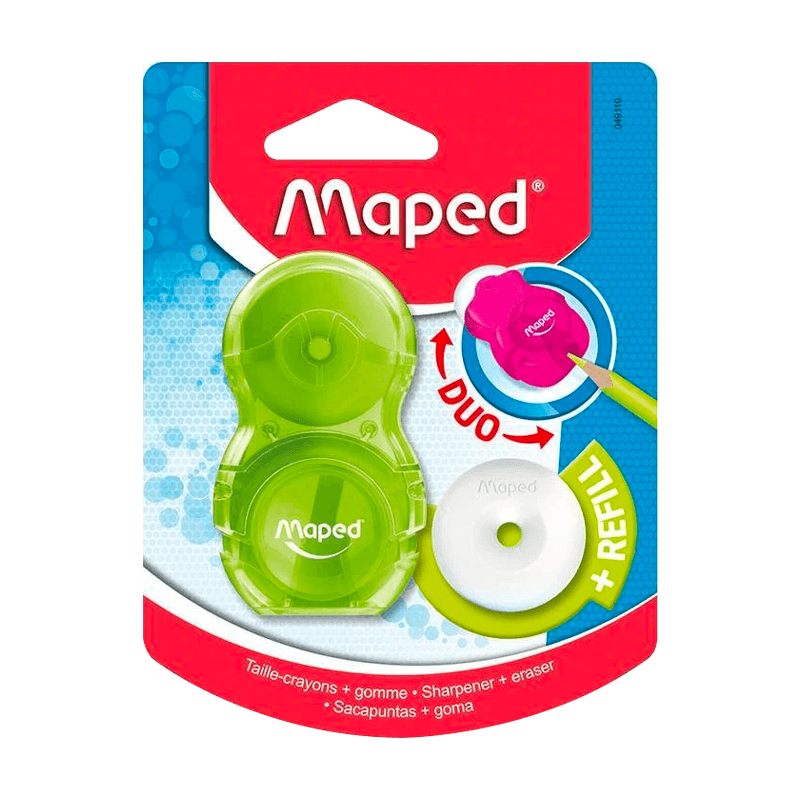 049110
Maped®
Maped
DUO
Maped
Maped
+ REFILL
Taille-crayons + gomme • Sharpener + eraser
• Sacapuntas + goma